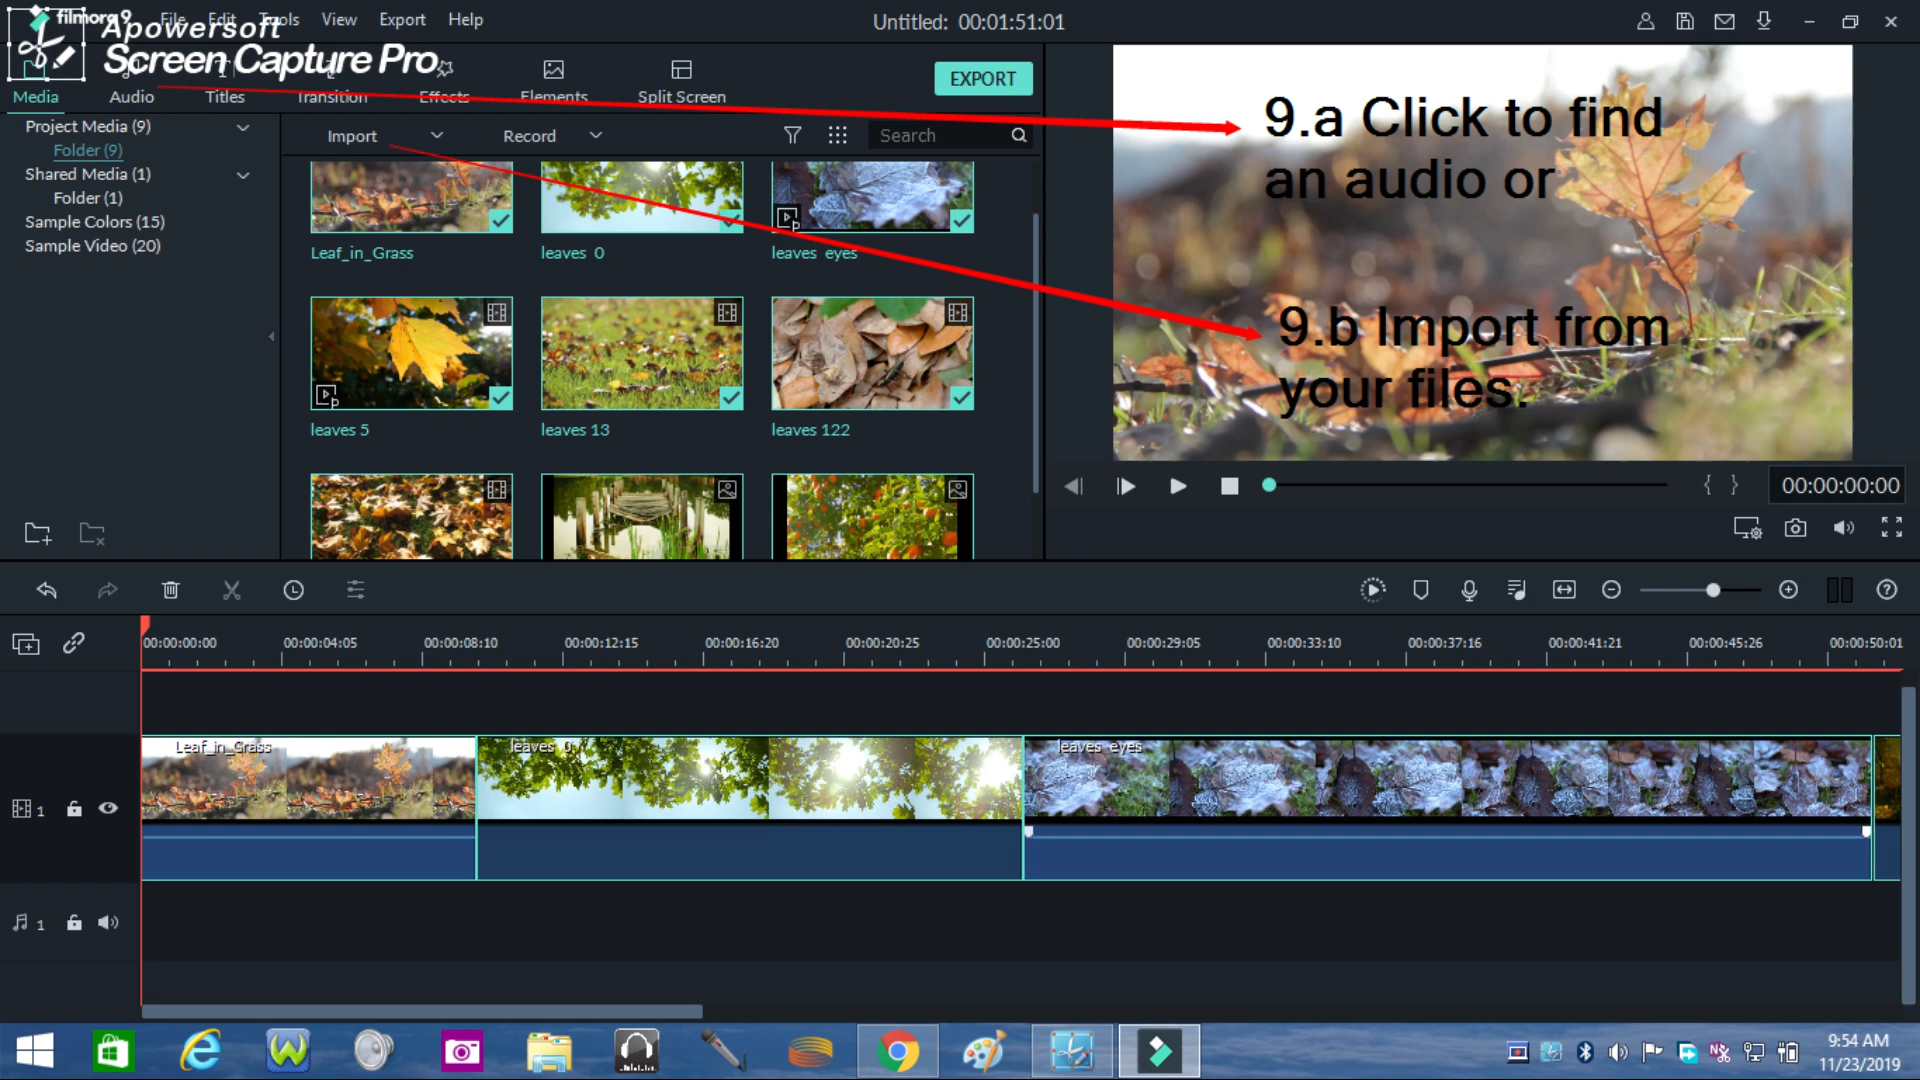 filmora9 File Edit Tools View Export Help
Untitled: 00:01:51:01
Apowersoft
Screen Capture Pro
Media Audio Titles Transition Effects Elements Split Screen
EXPORT
Project Media (9)
Folder (9)
Shared Media (1)
Folder (1)
Sample Colors (15)
Sample Video (20)
Import Record Search
Leaf_in_Grass leaves 0 leaves eyes
leaves 5 leaves 13 leaves 122
9.a Click to find
an audio or
9.b Import from
your files.
00:00:00:00
00:00:00:00 00:00:04:05 00:00:08:10 00:00:12:15 00:00:16:20 00:00:20:25 00:00:25:00 00:00:29:05 00:00:33:10 00:00:37:16 00:00:41:21 00:00:45:26 00:00:50:01
Leaf_in_Grass leaves 0 leaves eyes
1
1
9:54 AM
11/23/2019